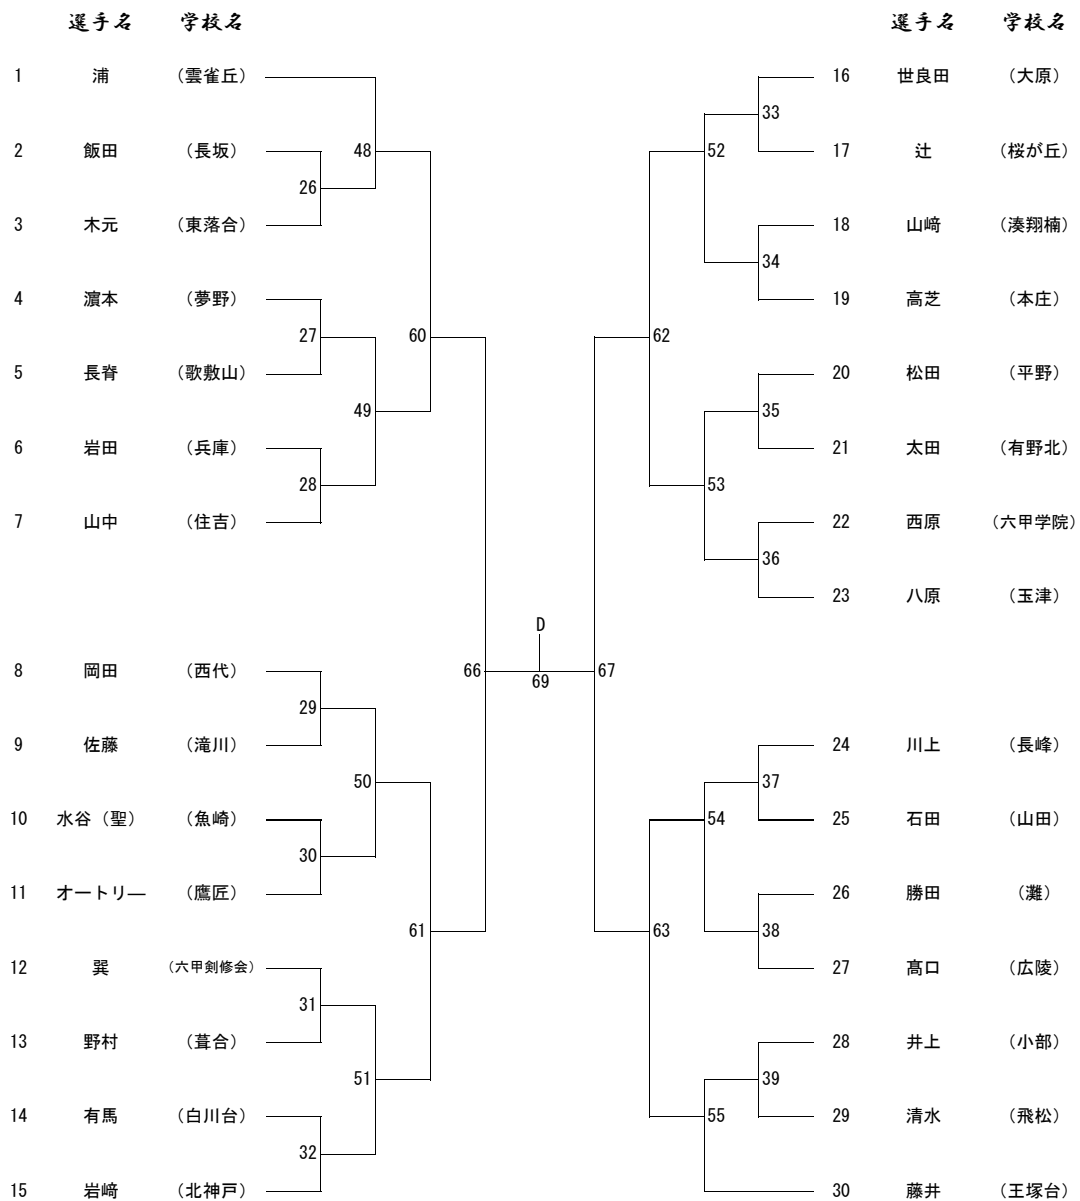 選手名 学校名 選手名 学校名
1 浦 （雲雀丘） 16 世良田 （大原）
33
2 飯田 （長坂） 48 52 17 辻 （桜が丘）
26
3 木元 （東落合） 18 山﨑 （湊翔楠）
34
4 濵本 （夢野） 19 高芝 （本庄）
27 60 62
5 長脊 （歌敷山） 20 松田 （平野）
49 35
6 岩田 （兵庫） 21 太田 （有野北）
28 53
7 山中 （住吉） 22 西原 （六甲学院）
36
23 八原 （玉津）
D
8 岡田 （西代） 66 67
69
29
9 佐藤 （滝川） 24 川上 （長峰）
50 37
10 水谷（聖） （魚崎） 54 25 石田 （山田）
30
11 オートリ― （鷹匠） 26 勝田 （灘）
61 63 38
12 巽 （六甲剣修会） 27 髙口 （広陵）
31
13 野村 （葺合） 28 井上 （小部）
51 39
14 有馬 （白川台） 55 29 清水 （飛松）
32
15 岩﨑 （北神戸） 30 藤井 （王塚台）